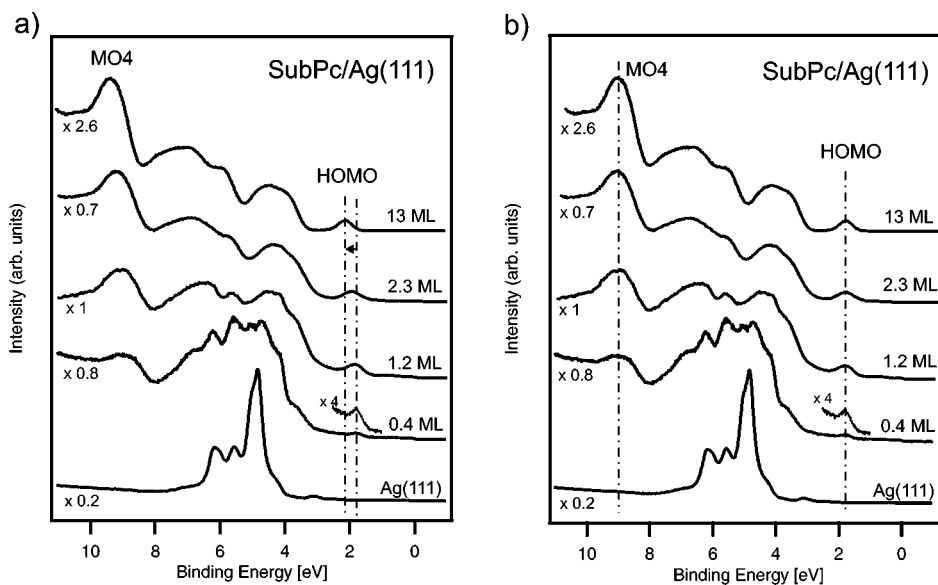 a)
MO4
SubPc/Ag(111)
x 2.6
HOMO
x 0.7
13 ML
2.3 ML
x 1
1.2 ML
x 0.8
x 4
0.4 ML
Ag(111)
x 0.2
10 8 6 4 2 0
Binding Energy [eV]
Intensity (arb. units)
b)
MO4
SubPc/Ag(111)
x 2.6
HOMO
x 0.7
13 ML
2.3 ML
x 1
1.2 ML
x 0.8
x 4
0.4 ML
Ag(111)
x 0.2
10 8 6 4 2 0
Binding Energy [eV]
Intensity (arb. units)